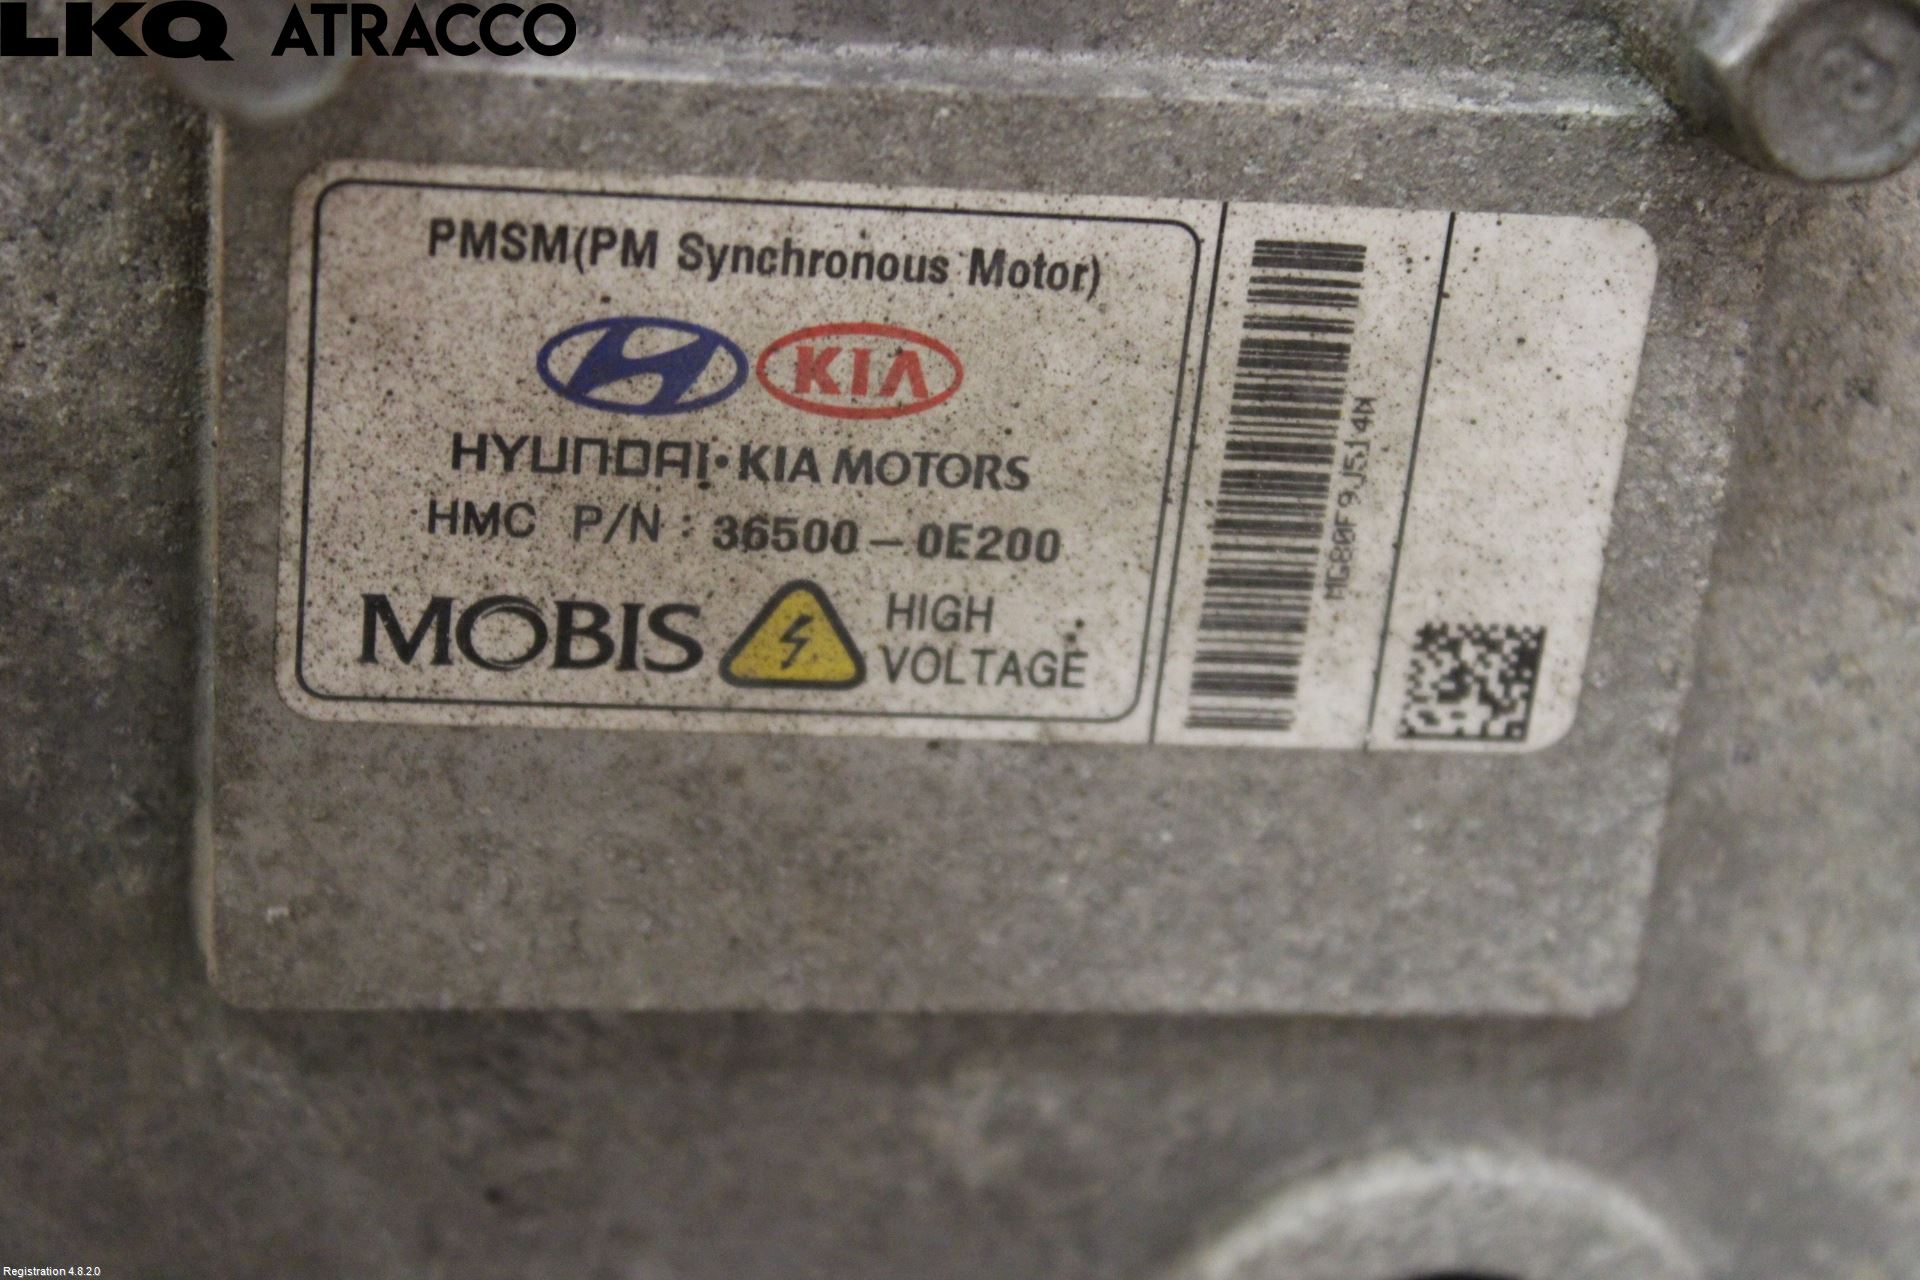 LKQ ATRACCO
PMSM(PM Synchronous Motor)
KIA
HYUNDAI·KIA MOTORS
HMC P/N : 36500-0E200
MOBIS
HIGH
VOLTAGE
MG80F9J5514N
Registration 4.8.2.0